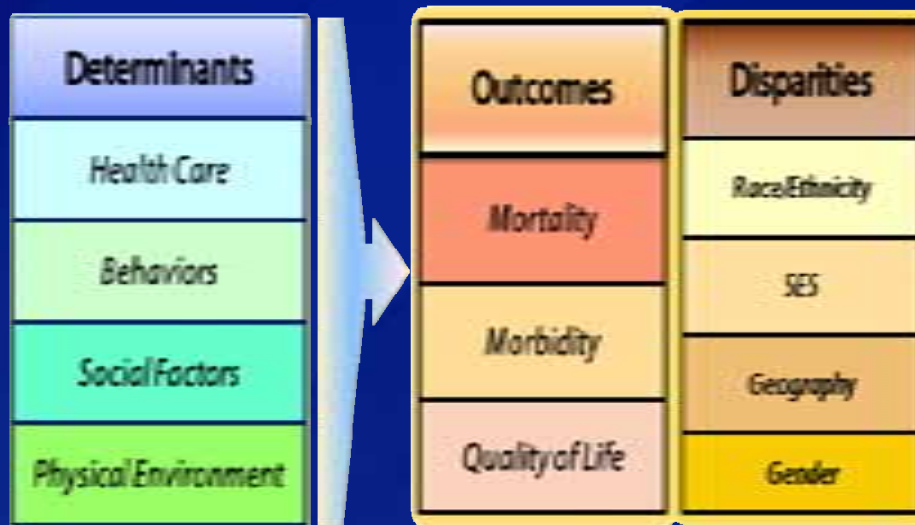 Determinants
Health Care
Behaviors
Social Factors
Physical Environment
Outcomes
Mortality
Morbidity
Quality of Life
Disparities
Race/Ethnicity
SES
Geography
Gender